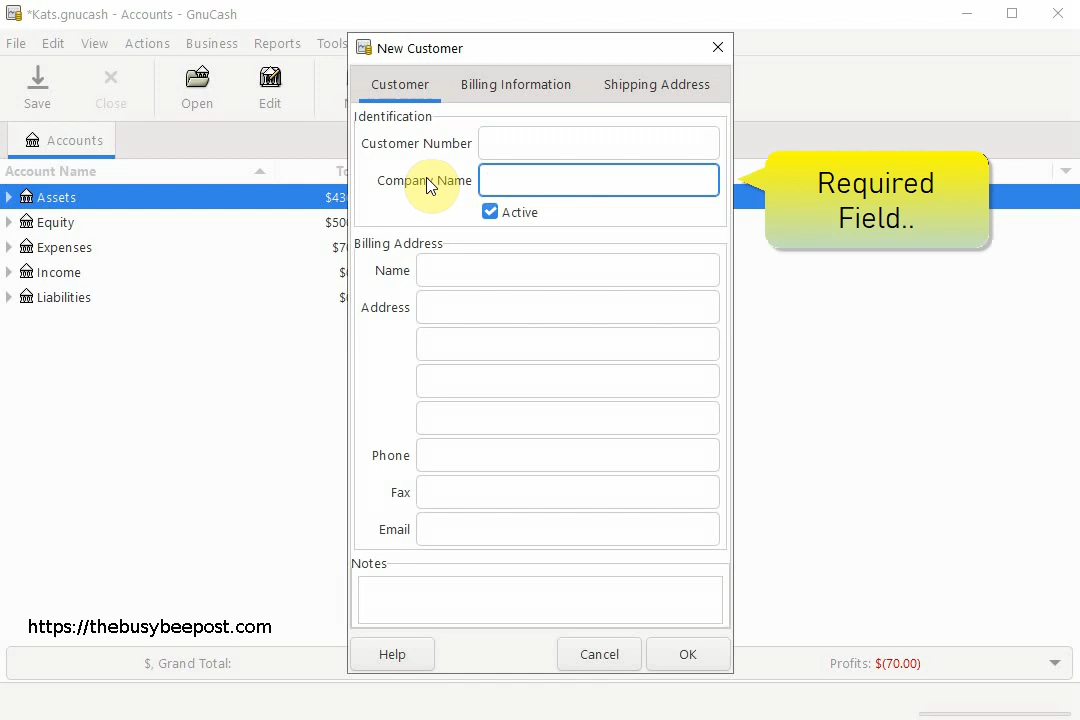 *Kats.gnucash - Accounts - GnuCash
File Edit View Actions Business Reports Tools
Save Close Open Edit
Accounts
Account Name
Assets
Equity
Expenses
Income
Liabilities
New Customer
Customer Billing Information Shipping Address
Identification
Customer Number
Company Name
Active
Billing Address
Name
Address
Phone
Fax
Email
Notes
Help Cancel OK
Required
Field..
https://thebusybeepost.com
$, Grand Total:
Profits: $(70.00)